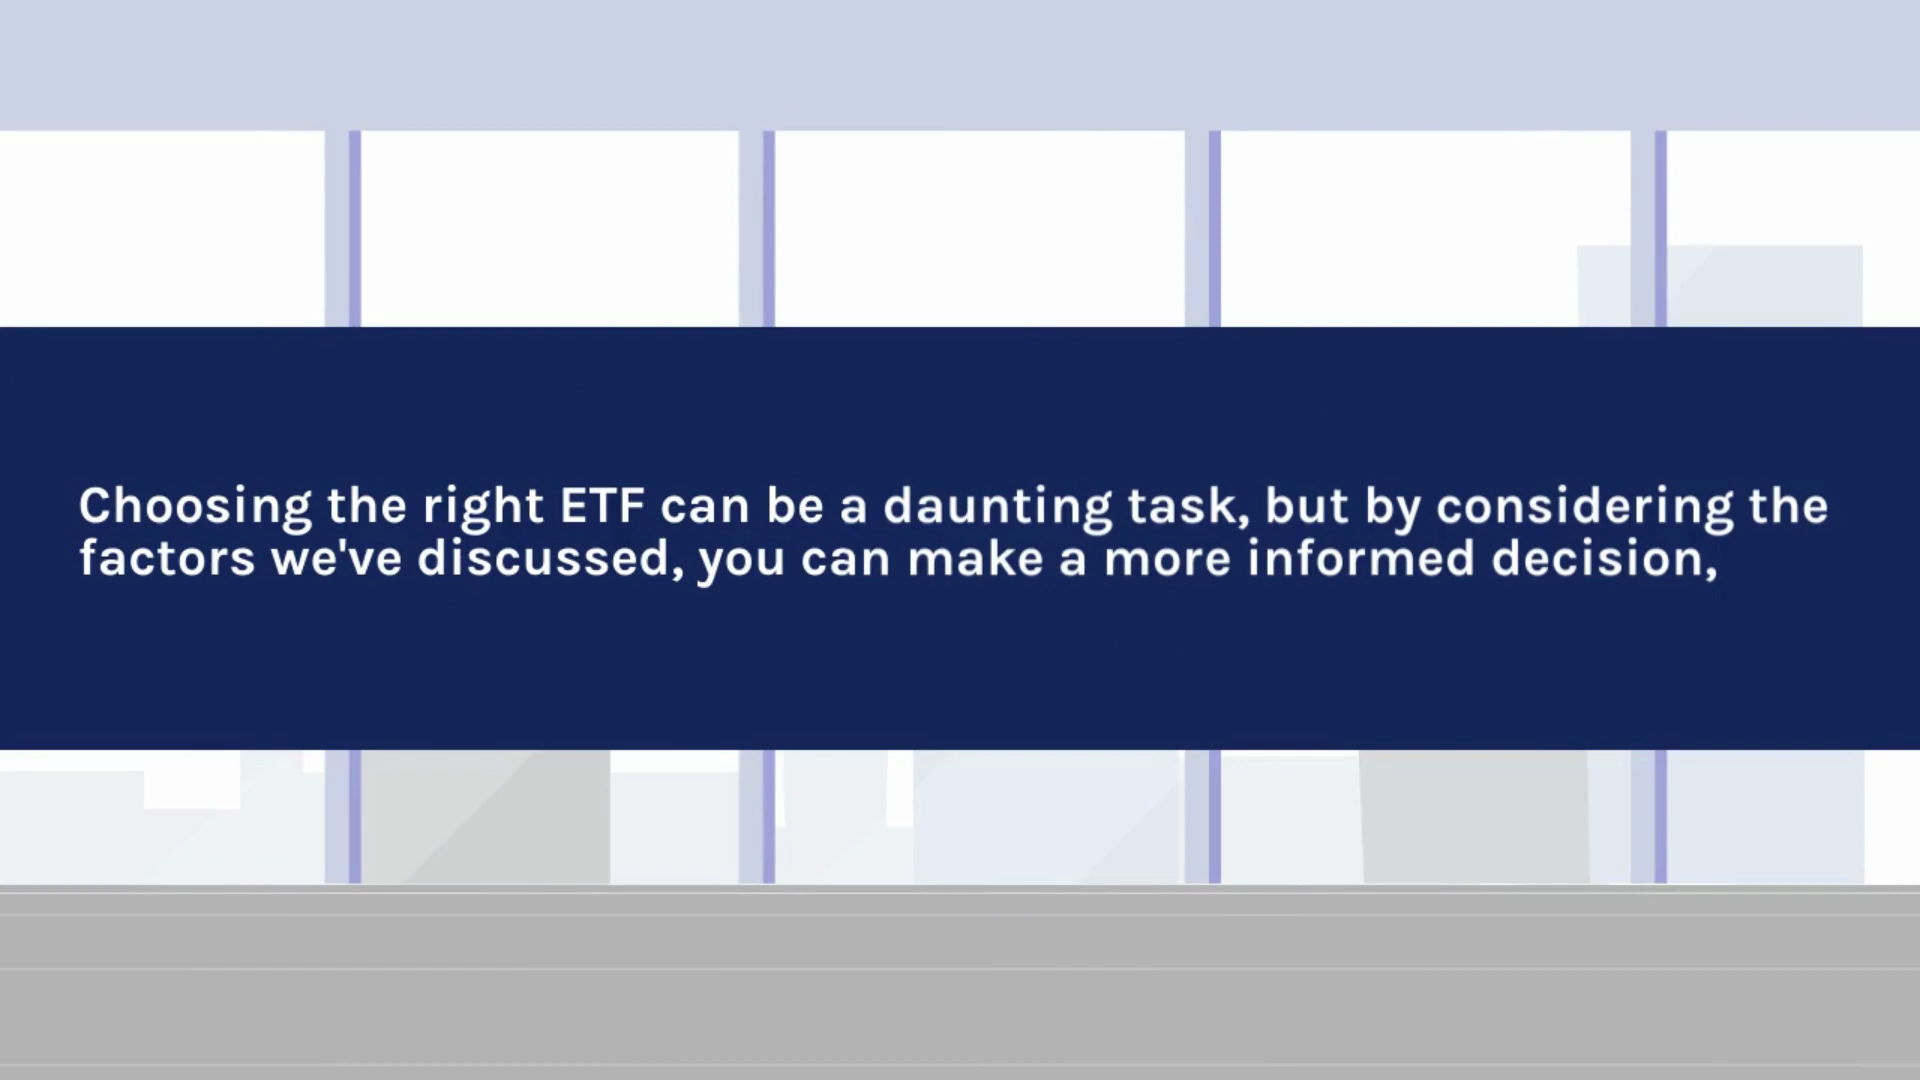 Choosing the right ETF can be a daunting task, but by considering the
factors we've discussed, you can make a more informed decision,